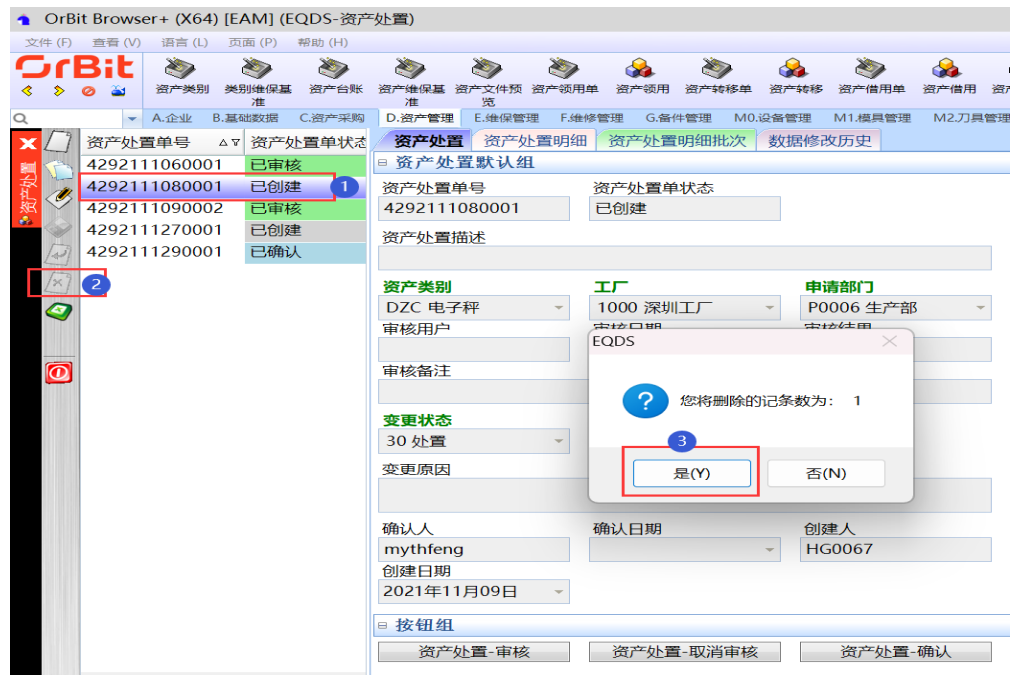 OrBit Browser+ (X64) [EAM] (EQDS-资产处置)
文件 (F) 查看 (V) 语言 (L) 页面 (P) 帮助 (H)
OrBit
资产类别 类别维保基准 资产台账 资产维保基准 资产文件预览 资产领用单 资产领用 资产转移单 资产转移 资产借用单 资产借用
A.企业 B.基础数据 C.资产采购 D.资产管理 E.维保管理 F.维修管理 G.备件管理 M0.设备管理 M1.模具管理 M2.刀具管理
资产处置
资产处置单号 资产处置单状态
4292111060001 已审核
4292111080001 已创建 1
4292111090002 已审核
4292111270001 已创建
4292111290001 已确认
2
资产处置 资产处置明细 资产处置明细批次 数据修改历史
资产处置默认组
资产处置单号 资产处置单状态
4292111080001 已创建
资产处置描述
资产类别 工厂 申请部门
DZC 电子秤 1000 深圳工厂 P0006 生产部
审核用户 审核日期 审核结果
审核备注
变更状态
30 处置
变更原因
EQDS
您将删除的记条数为: 1
3
是(Y) 否(N)
确认人 确认日期 创建人
mythfeng HG0067
创建日期
2021年11月09日
按钮组
资产处置-审核 资产处置-取消审核 资产处置-确认